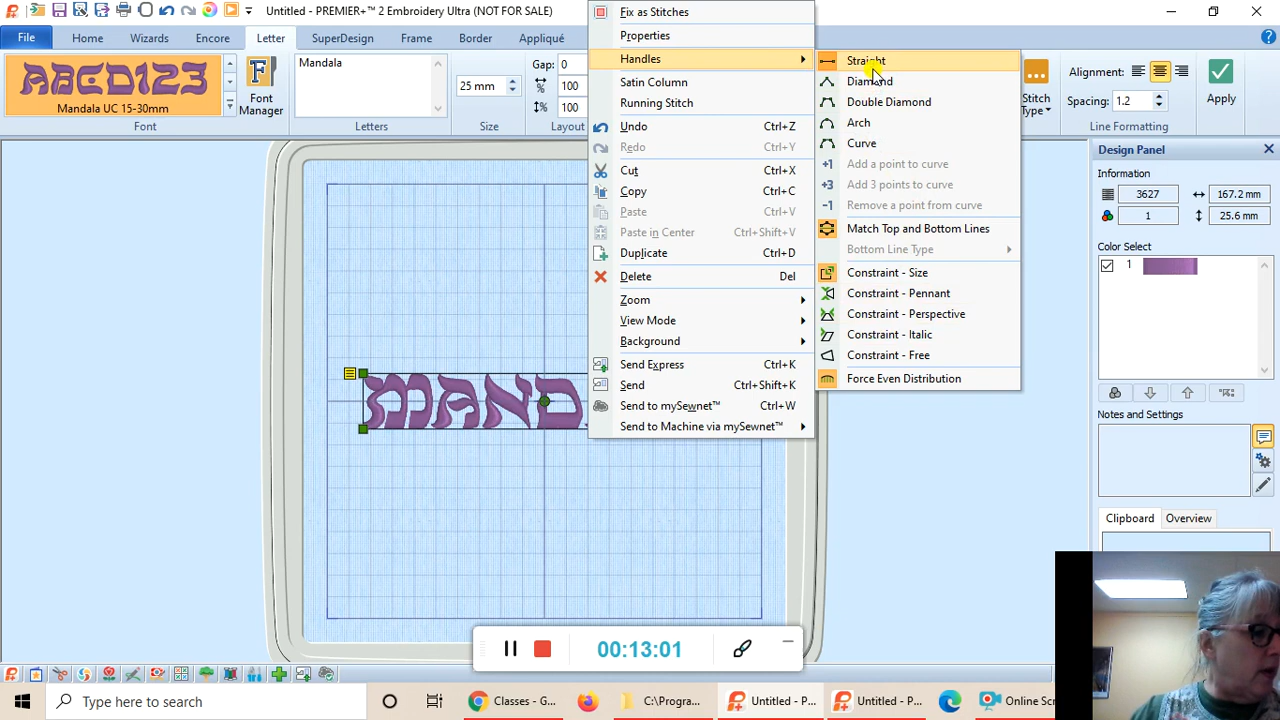 Untitled - PREMIER+™ 2 Embroidery Ultra (NOT FOR SALE)
File
Home
Wizards
Encore
Letter
SuperDesign
Frame
Border
Appliqué
ABCD123
Mandala UC 15-30mm
Font
Font Manager
Mandala
Letters
25 mm
Size
Gap: 0
100
100
Layout
Stitch Type
Alignment:
Spacing: 1.2
Line Formatting
Apply
Fix as Stitches
Properties
Handles
Satin Column
Running Stitch
Undo Ctrl+Z
Redo Ctrl+Y
Cut Ctrl+X
Copy Ctrl+C
Paste Ctrl+V
Paste in Center Ctrl+Shift+V
Duplicate Ctrl+D
Delete Del
Zoom
View Mode
Background
Send Express Ctrl+K
Send Ctrl+Shift+K
Send to mySewnet™ Ctrl+W
Send to Machine via mySewnet™
Straight
Diamond
Double Diamond
Arch
Curve
+1 Add a point to curve
+3 Add 3 points to curve
-1 Remove a point from curve
Match Top and Bottom Lines
Bottom Line Type
Constraint - Size
Constraint - Pennant
Constraint - Perspective
Constraint - Italic
Constraint - Free
Force Even Distribution
MAND
Design Panel
Information
3627
167.2 mm
1
25.6 mm
Color Select
1
Notes and Settings
Clipboard
Overview
00:13:01
Type here to search
Classes - G...
C:\Progra...
Untitled - P...
Untitled - P...
Online Scr